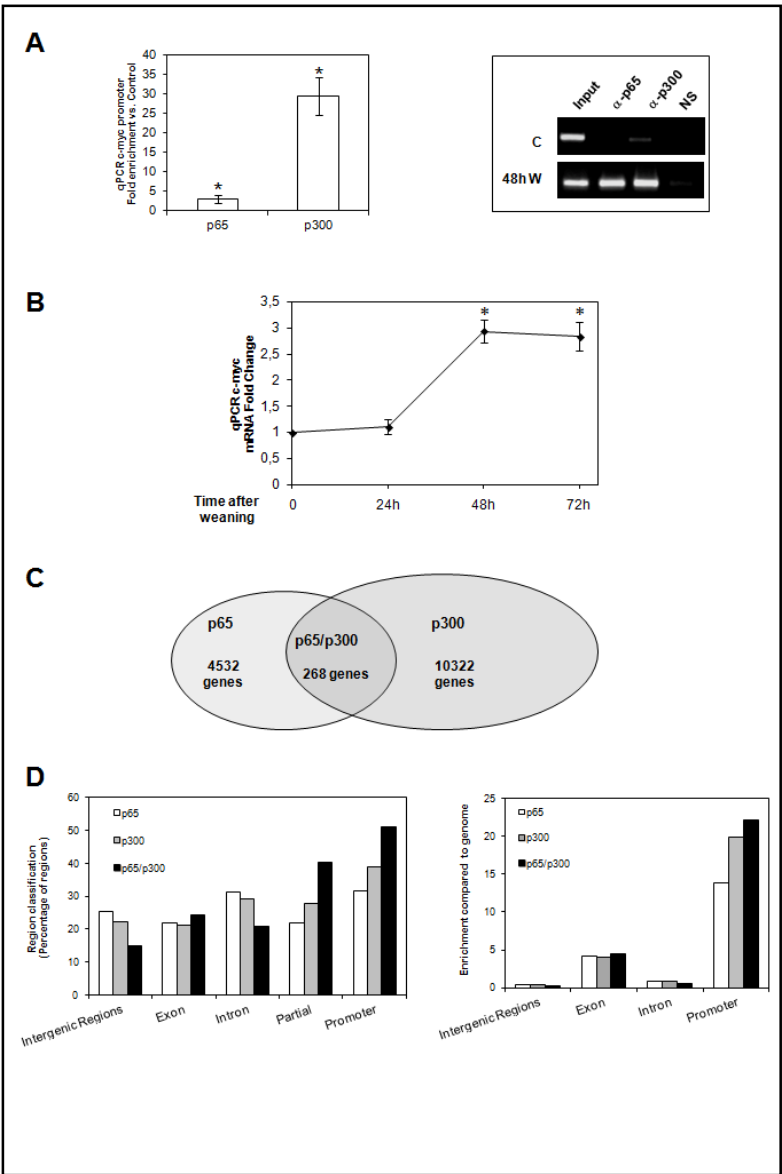 A
qPCR c-myc promoter
Fold enrichment vs. Control
40
35
30
25
20
15
10
5
0
*
*
p65
p300
Input
α-p65
α-p300
NS
C
48h W
B
qPCR c-myc
mRNA Fold Change
3,5
3
2,5
2
1,5
1
0,5
0
*
*
Time after
weaning
0
24h
48h
72h
C
p65
4532
genes
p65/p300
268 genes
p300
10322
genes
D
Region classification
(Percentage of regions)
60
50
40
30
20
10
0
p65
p300
p65/p300
Intergenic Regions
Exon
Intron
Partial
Promoter
Enrichment compared to genome
25
20
15
10
5
0
p65
p300
p65/p300
Intergenic Regions
Exon
Intron
Promoter